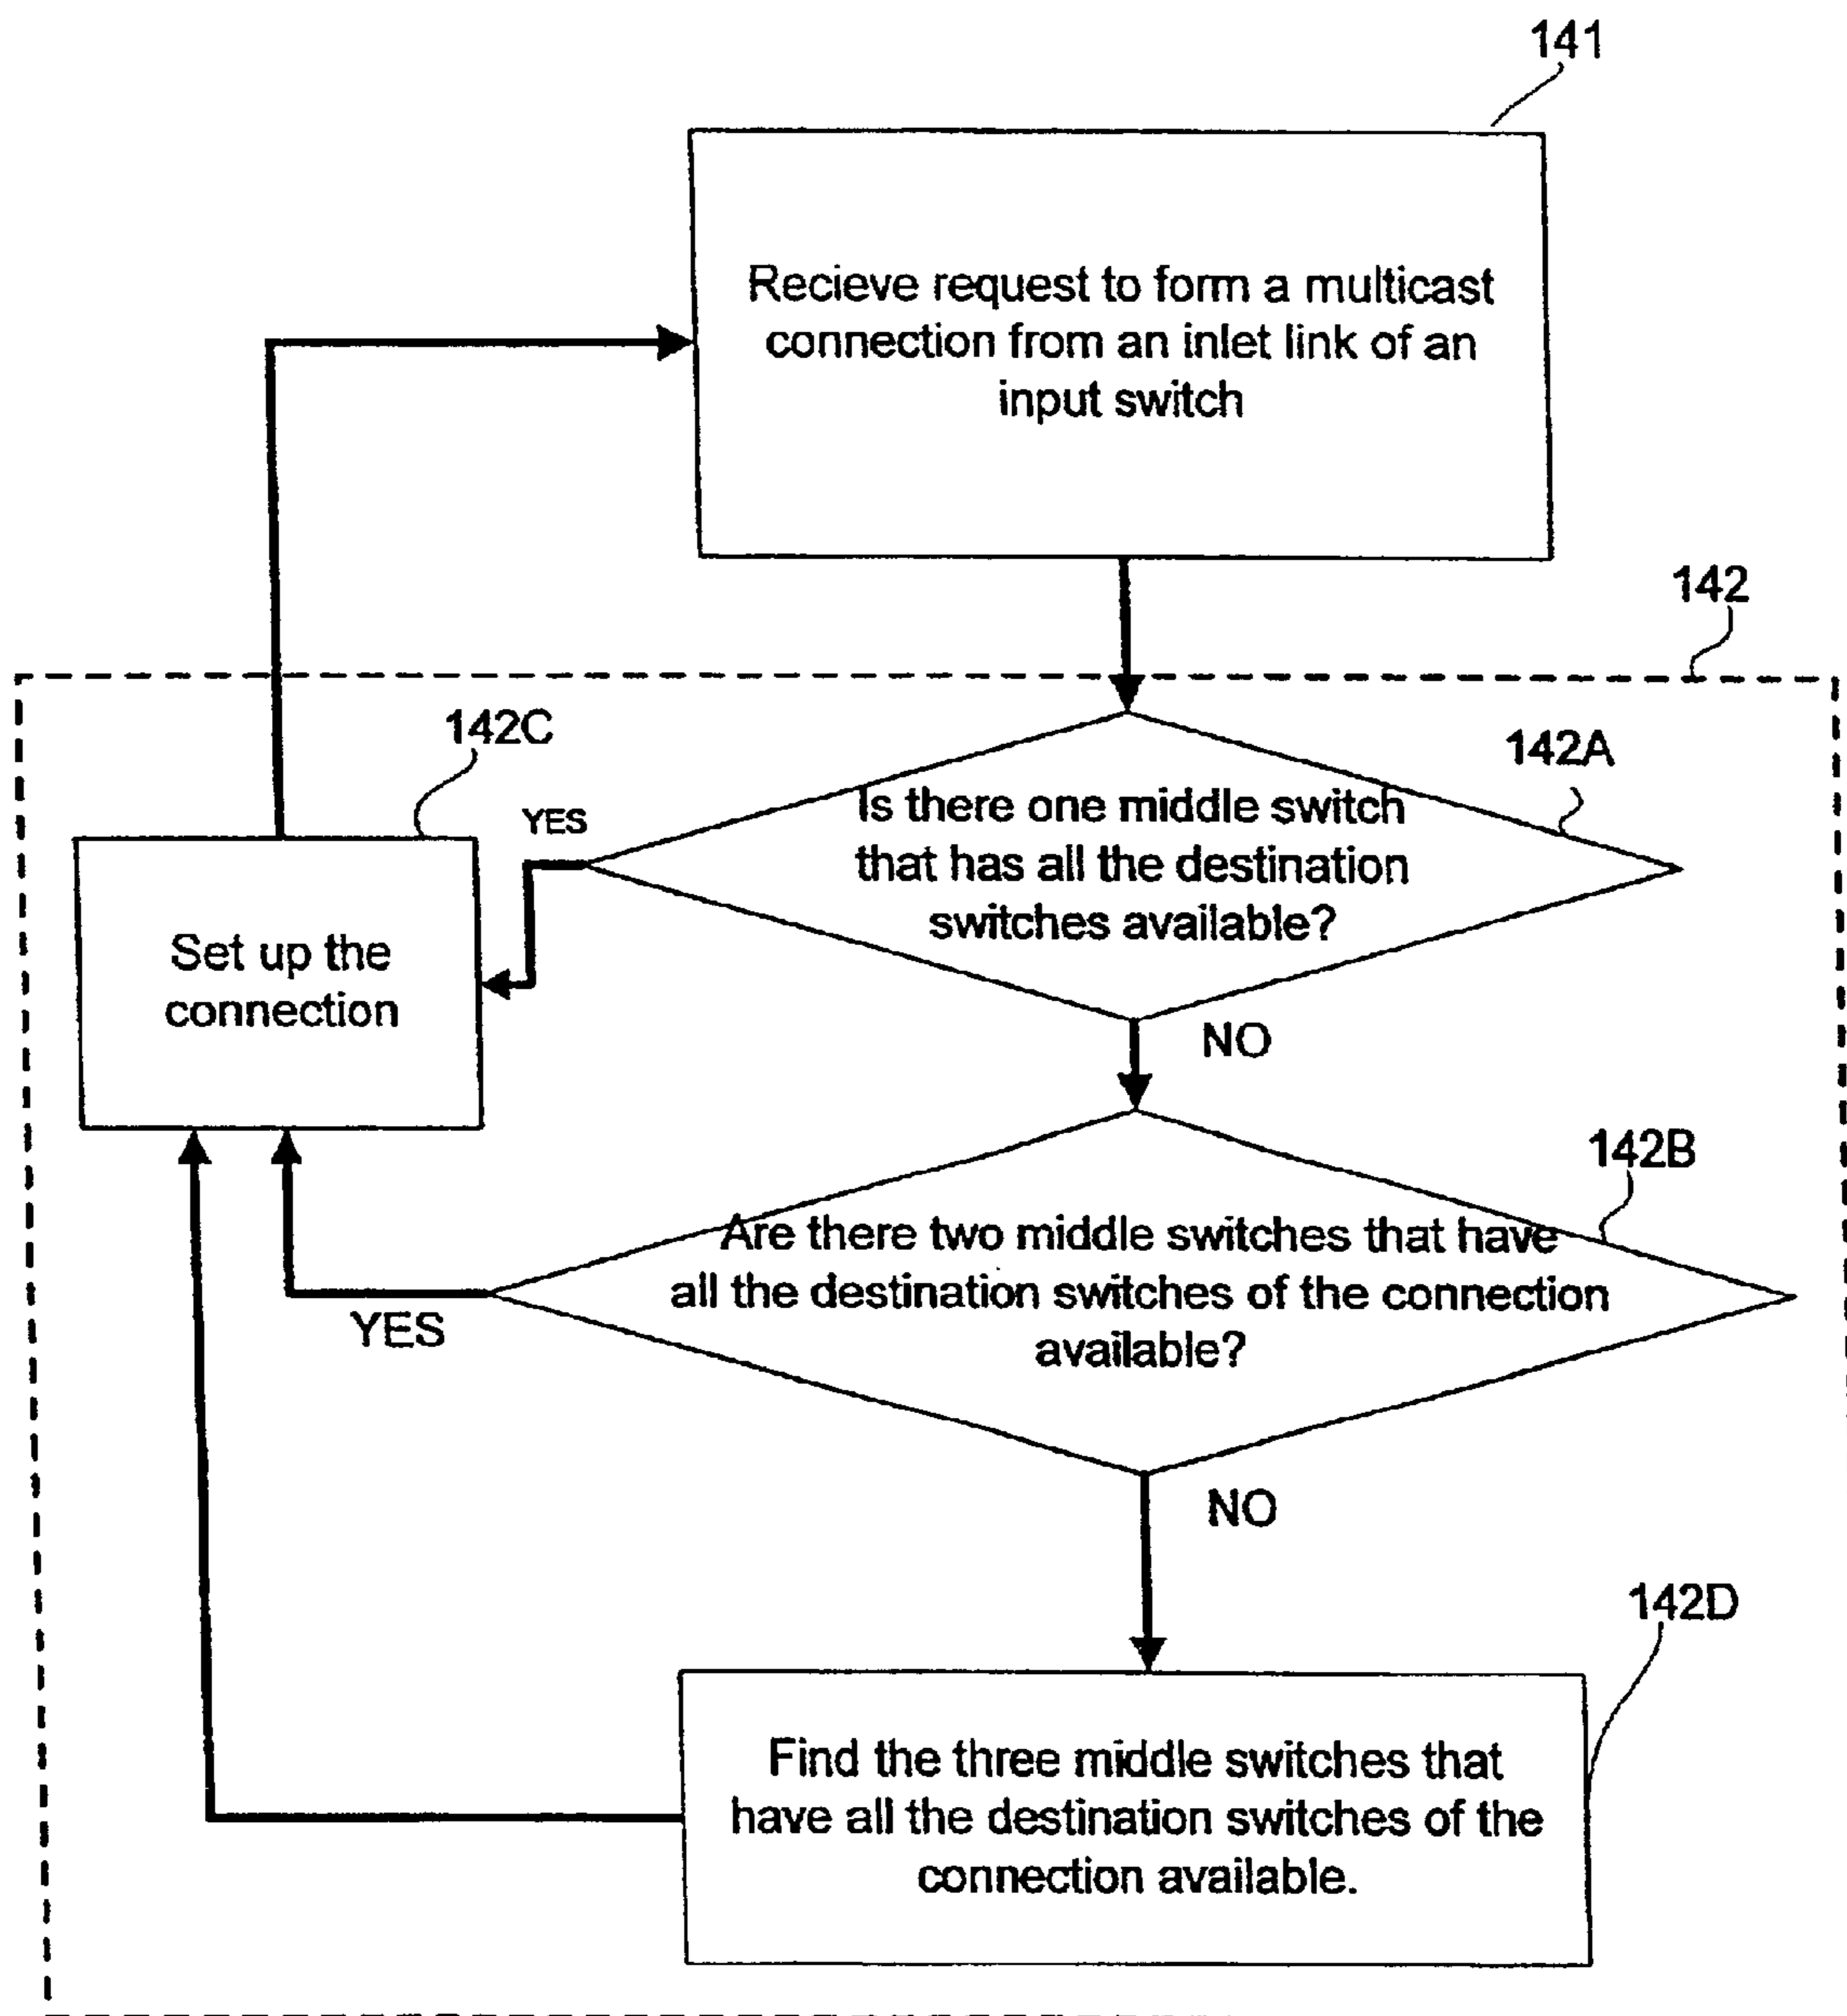 141
Recieve request to form a multicast
connection from an inlet link of an
input switch
142
142C
142A
YES
Is there one middle switch
that has all the destination
switches available?
Set up the
connection
NO
142B
Are there two middle switches that have
all the destination switches of the connection
available?
YES
NO
142D
Find the three middle switches that
have all the destination switches of the
connection available.